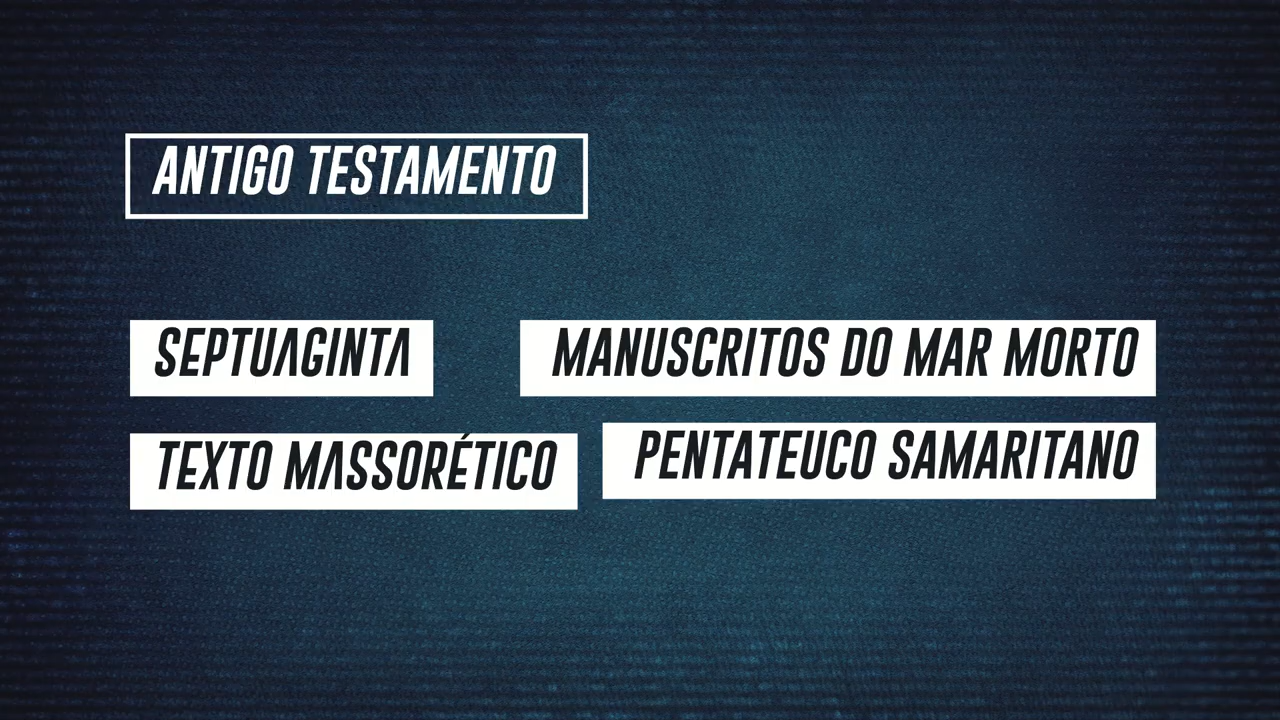 ANTIGO TESTAMENTO
SEPTUAGINTA
MANUSCRITOS DO MAR MORTO
TEXTO MASSORÉTICO
PENTATEUCO SAMARITANO